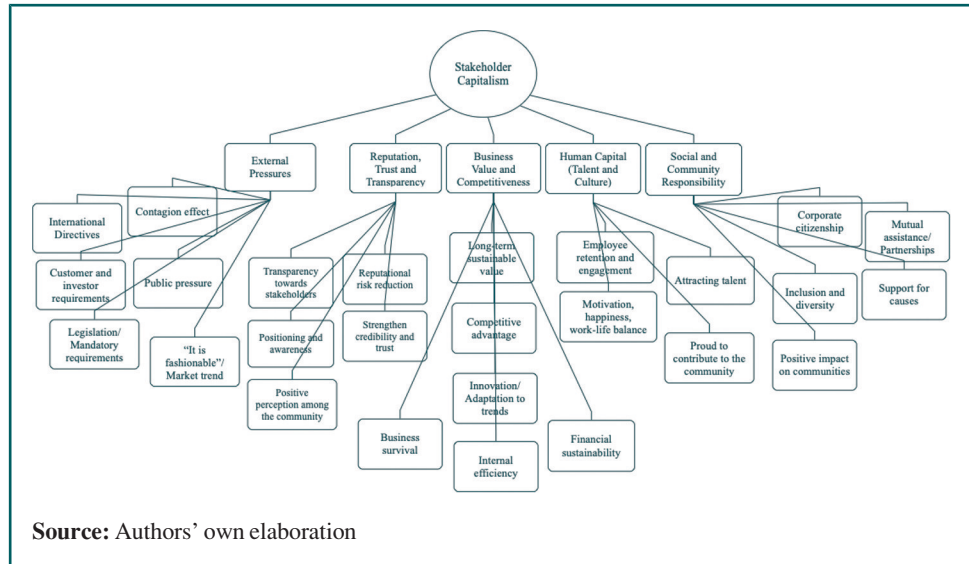 Stakeholder
Capitalism
External
Pressures
Reputation,
Trust and
Transparency
Business
Value and
Competitiveness
Human Capital
(Talent and
Culture)
Social and
Community
Responsibility
International
Directives
Contagion effect
Customer and
investor
requirements
Public pressure
Legislation/
Mandatory
requirements
“It is
fashionable”/
Market trend
Transparency
towards
stakeholders
Reputational
risk reduction
Positioning and
awareness
Strengthen
credibility and
trust
Positive
perception among
the community
Long-term
sustainable
value
Competitive
advantage
Innovation/
Adaptation to
trends
Business
survival
Internal
efficiency
Financial
sustainability
Employee
retention and
engagement
Attracting talent
Motivation,
happiness,
work-life balance
Proud to
contribute to the
community
Corporate
citizenship
Mutual
assistance/
Partnerships
Inclusion and
diversity
Support for
causes
Positive impact
on communities
Source: Authors’ own elaboration